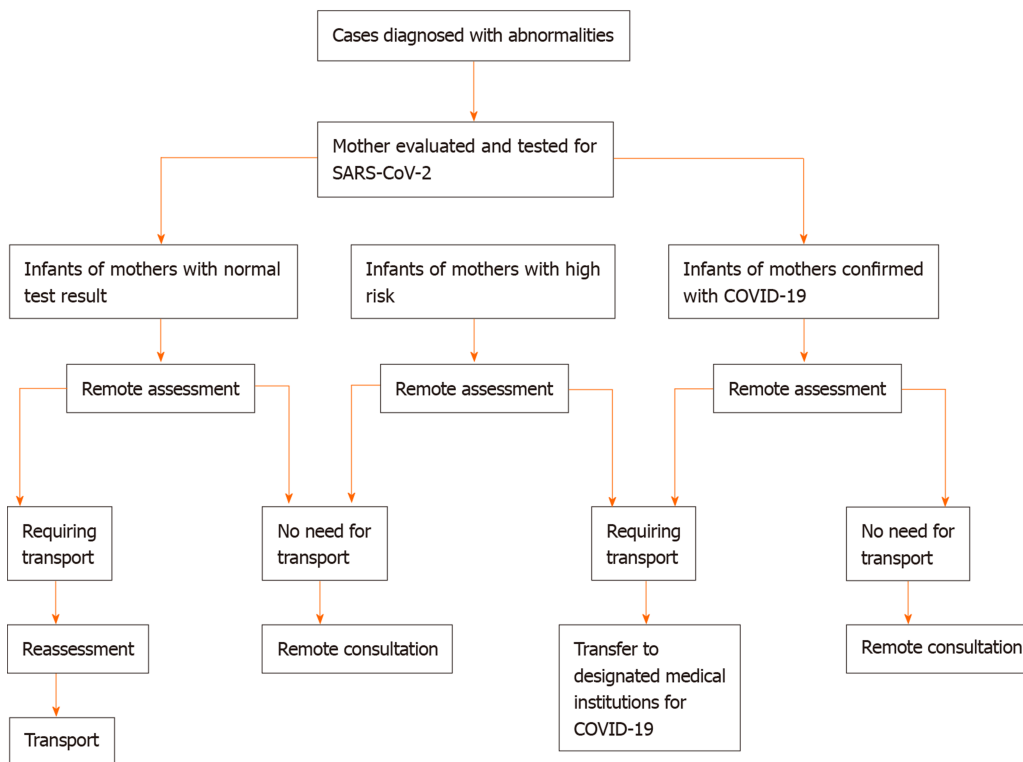 Cases diagnosed with abnormalities
Mother evaluated and tested for
SARS-CoV-2
Infants of mothers with normal
test result
Infants of mothers with high
risk
Infants of mothers confirmed
with COVID-19
Remote assessment
Remote assessment
Remote assessment
Requiring
transport
No need for
transport
Requiring
transport
No need for
transport
Reassessment
Remote consultation
Transfer to
designated medical
institutions for
COVID-19
Remote consultation
Transport